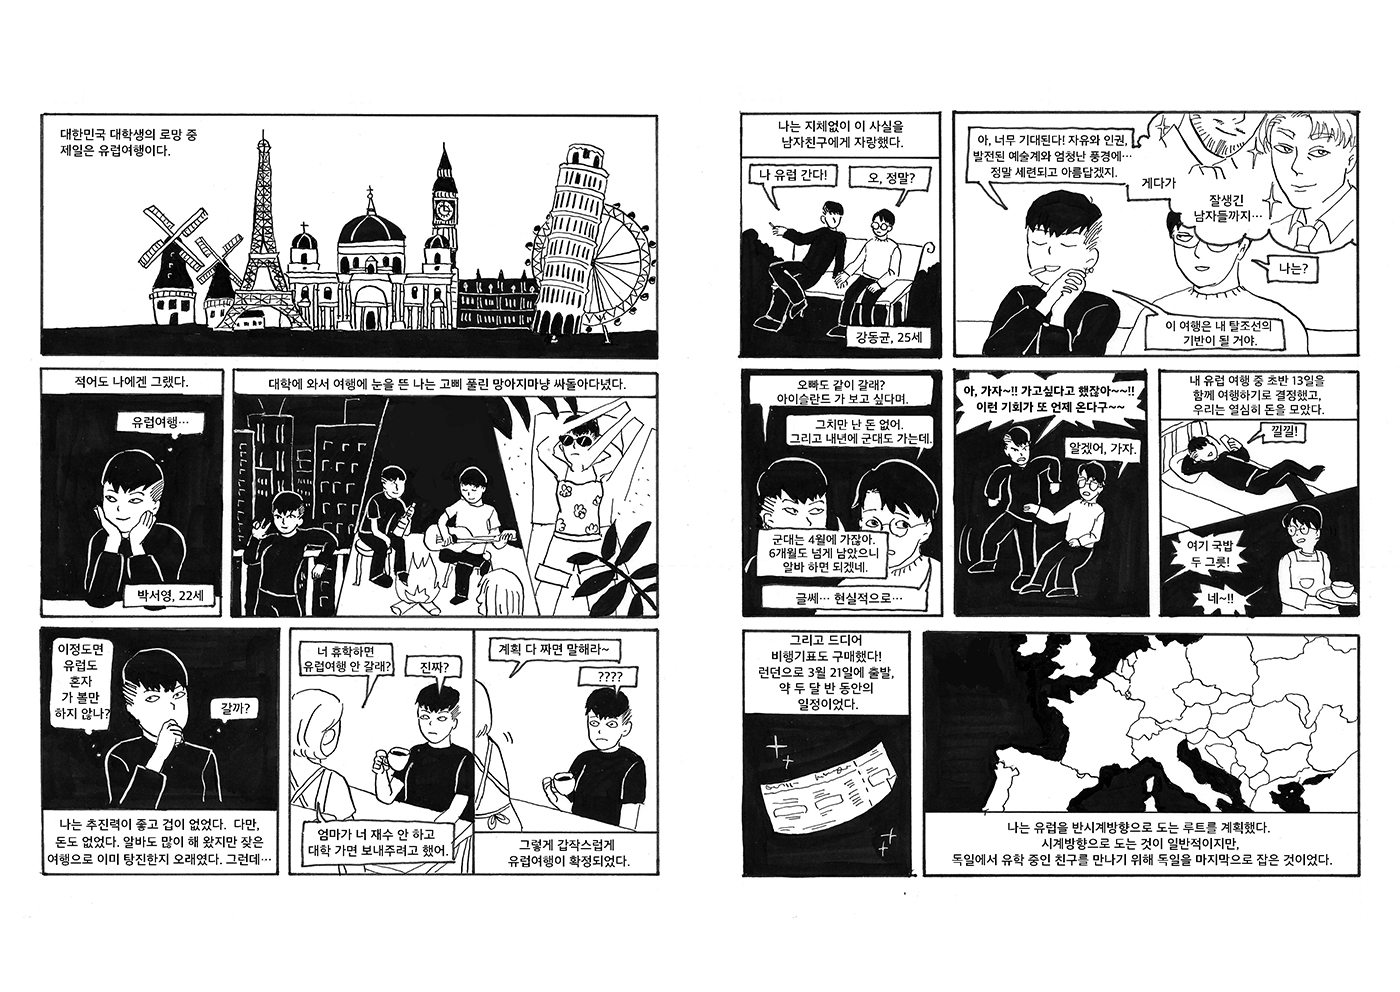 대한민국 대학생의 로망 중
제일은 유럽여행이다.
적어도 나에겐 그랬다.
유럽여행…
박서영, 22세
대학에 와서 여행에 눈을 뜬 나는 고삐 풀린 망아지마냥 싸돌아다녔다.
이정도면
유럽도
혼자
가 볼만
하지 않나?
갈까?
나는 추진력이 좋고 겁이 없었다. 다만,
돈도 없었다. 알바도 많이 해 왔지만 잦은
여행으로 이미 탕진한지 오래였다. 그런데…
너 휴학하면
유럽여행 안 갈래?
진짜?
엄마가 너 재수 안 하고
대학 가면 보내주려고 했어.
계획 다 짜면 말해라~
????
그렇게 갑작스럽게
유럽여행이 확정되었다.
나는 지체없이 이 사실을
남자친구에게 자랑했다.
나 유럽 간다!
오, 정말?
강동균, 25세
아, 너무 기대된다! 자유와 인권,
발전된 예술계와 엄청난 풍경에…
정말 세련되고 아름답겠지.
게다가
잘생긴
남자들까지…
나는?
이 여행은 내 탈조선의
기반이 될 거야.
오빠도 같이 갈래?
아이슬란드 가 보고 싶다며.
그치만 난 돈 없어.
그리고 내년에 군대도 가는데.
군대는 4월에 가잖아.
6개월도 넘게 남았으니
알바 하면 되겠네.
글쎄… 현실적으로…
아, 가자~!! 가고싶다고 했잖아~~!!
이런 기회가 또 언제 온다구~~
알겠어, 가자.
내 유럽 여행 중 초반 13일을
함께 여행하기로 결정했고,
우리는 열심히 돈을 모았다.
낄낄!
여기 국밥
두 그릇!
네~!!
그리고 드디어
비행기표도 구매했다!
런던으로 3월 21일에 출발,
약 두 달 반 동안의
일정이었다.
나는 유럽을 반시계방향으로 도는 루트를 계획했다.
시계방향으로 도는 것이 일반적이지만,
독일에서 유학 중인 친구를 만나기 위해 독일을 마지막으로 잡은 것이었다.